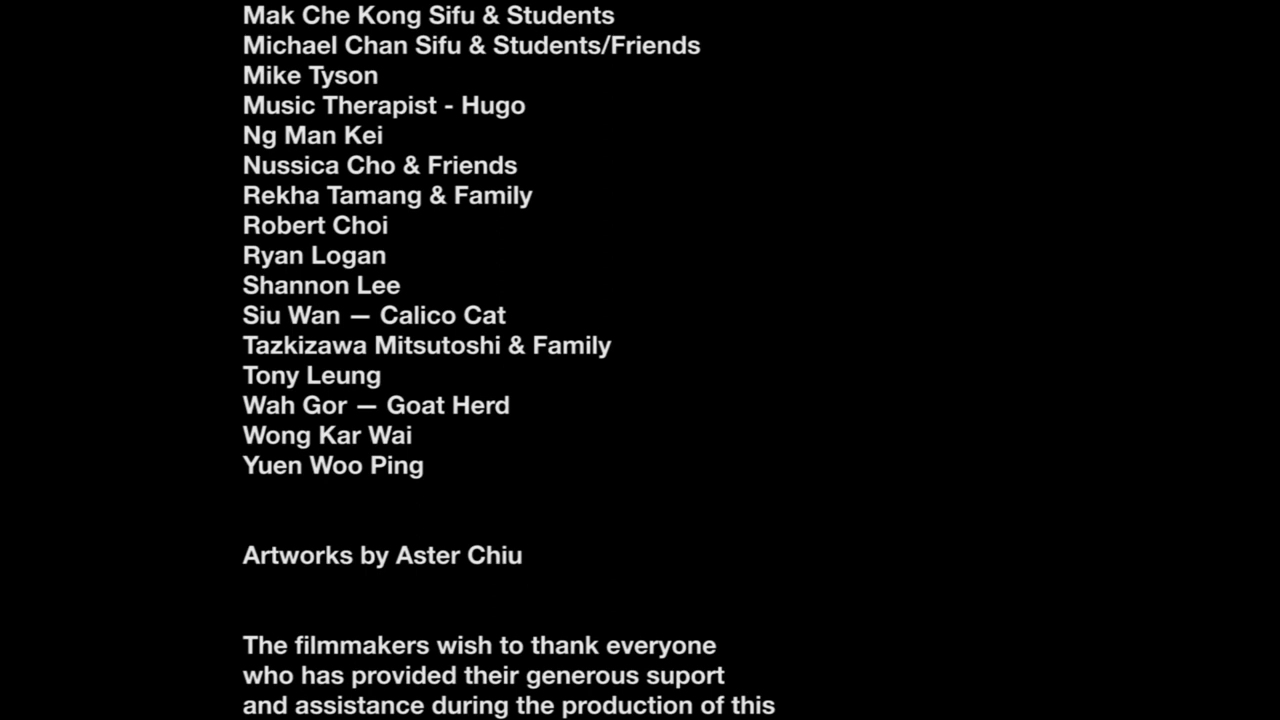 Mak Che Kong Sifu & Students
Michael Chan Sifu & Students/Friends
Mike Tyson
Music Therapist - Hugo
Ng Man Kei
Nussica Cho & Friends
Rekha Tamang & Family
Robert Choi
Ryan Logan
Shannon Lee
Siu Wan — Calico Cat
Tazkizawa Mitsutoshi & Family
Tony Leung
Wah Gor — Goat Herd
Wong Kar Wai
Yuen Woo Ping
Artworks by Aster Chiu
The filmmakers wish to thank everyone
who has provided their generous suport
and assistance during the production of this